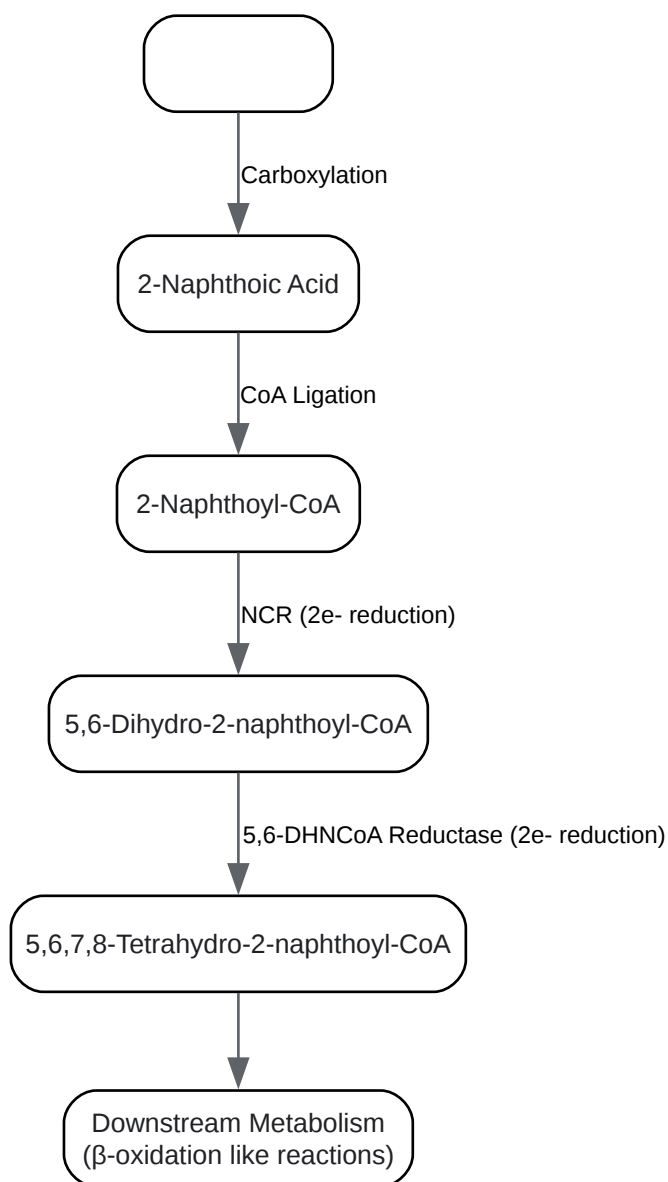 Carboxylation
2-Naphthoic Acid
CoA Ligation
2-Naphthoyl-CoA
NCR (2e- reduction)
5,6-Dihydro-2-naphthoyl-CoA
5,6-DHNCoA Reductase (2e- reduction)
5,6,7,8-Tetrahydro-2-naphthoyl-CoA
Downstream Metabolism
(β-oxidation like reactions)